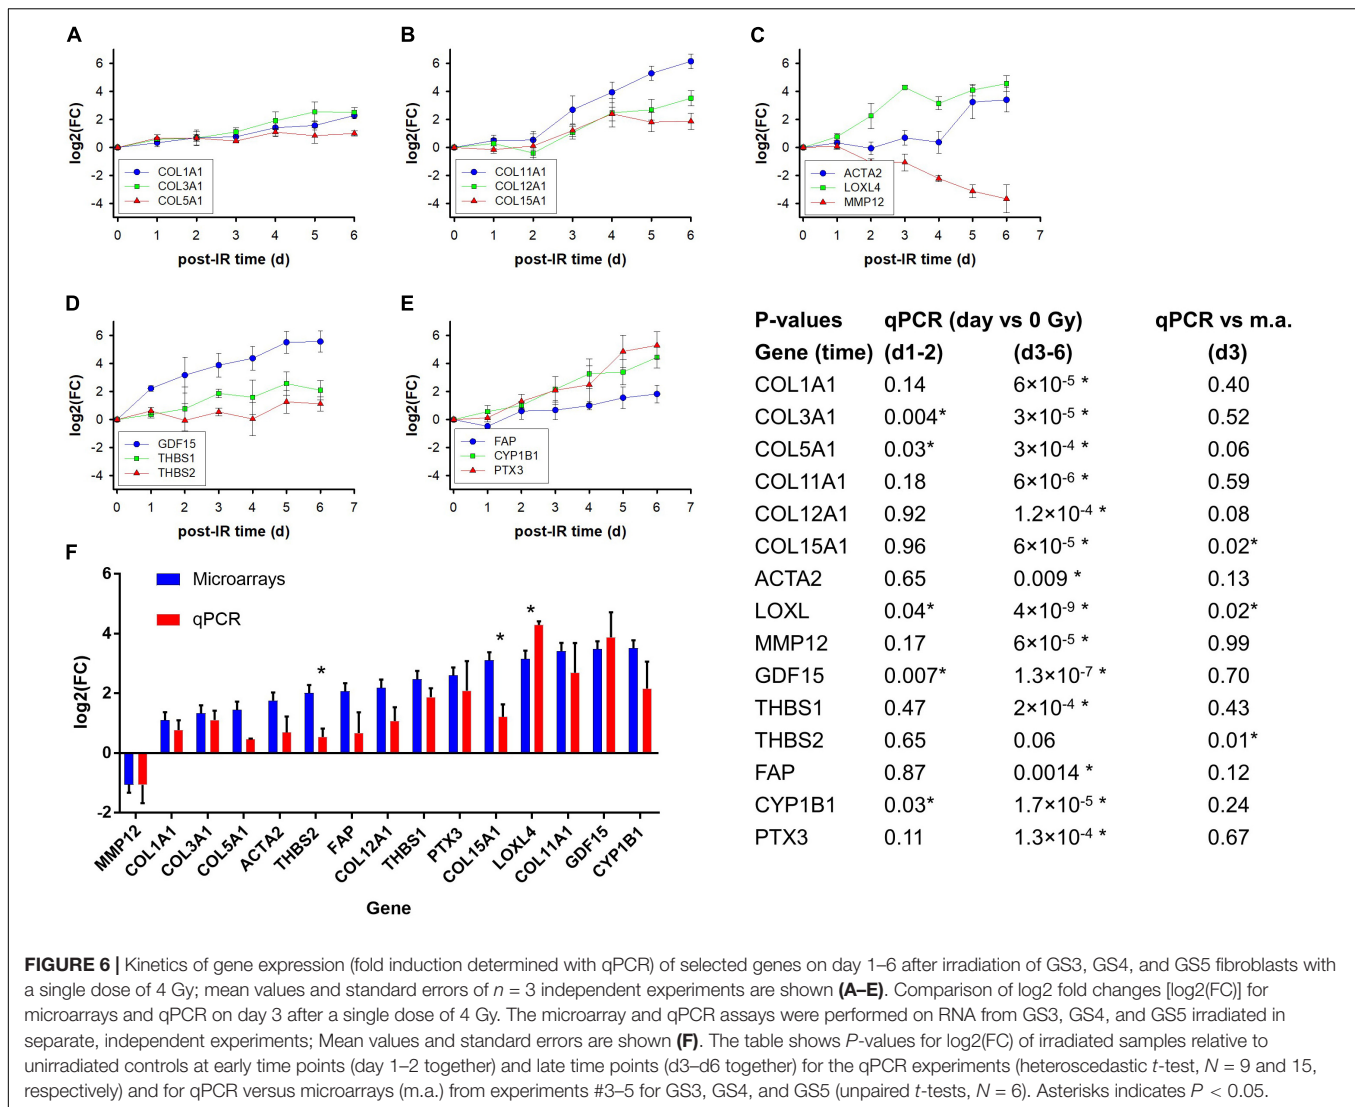 A
B
C
6
4
2
0
-2
-4
log2(FC)
COL1A1
COL3A1
COL5A1
0 1 2 3 4 5 6
post-IR time (d)
6
4
2
0
-2
-4
log2(FC)
COL11A1
COL12A1
COL15A1
0 1 2 3 4 5 6
post-IR time (d)
6
4
2
0
-2
-4
log2(FC)
ACTA2
LOXL4
MMP12
0 1 2 3 4 5 6 7
post-IR time (d)
D
E
6
4
2
0
-2
-4
log2(FC)
GDF15
THBS1
THBS2
0 1 2 3 4 5 6 7
post-IR time (d)
6
4
2
0
-2
-4
log2(FC)
FAP
CYP1B1
PTX3
0 1 2 3 4 5 6 7
post-IR time (d)
P-values qPCR (day vs 0 Gy) qPCR vs m.a.
Gene (time) (d1-2) (d3-6) (d3)
COL1A1 0.14 6×10⁻⁵ * 0.40
COL3A1 0.004* 3×10⁻⁵ * 0.52
COL5A1 0.03* 3×10⁻⁴ * 0.06
COL11A1 0.18 6×10⁻⁶ * 0.59
COL12A1 0.92 1.2×10⁻⁴ * 0.08
COL15A1 0.96 6×10⁻⁵ * 0.02*
ACTA2 0.65 0.009 * 0.13
LOXL 0.04* 4×10⁻⁹ * 0.02*
MMP12 0.17 6×10⁻⁵ * 0.99
GDF15 0.007* 1.3×10⁻⁷ * 0.70
THBS1 0.47 2×10⁻⁴ * 0.43
THBS2 0.65 0.06 0.01*
FAP 0.87 0.0014 * 0.12
CYP1B1 0.03* 1.7×10⁻⁵ * 0.24
PTX3 0.11 1.3×10⁻⁴ * 0.67
F
6
4
2
0
-2
log2(FC)
Microarrays
qPCR
* * *
MMP12 COL1A1 COL3A1 COL5A1 ACTA2 THBS2 FAP COL12A1 THBS1 PTX3 COL15A1 LOXL4 COL11A1 GDF15 CYP1B1
Gene
FIGURE 6 | Kinetics of gene expression (fold induction determined with qPCR) of selected genes on day 1–6 after irradiation of GS3, GS4, and GS5 fibroblasts with
a single dose of 4 Gy; mean values and standard errors of n = 3 independent experiments are shown (A–E). Comparison of log2 fold changes [log2(FC)] for
microarrays and qPCR on day 3 after a single dose of 4 Gy. The microarray and qPCR assays were performed on RNA from GS3, GS4, and GS5 irradiated in
separate, independent experiments; Mean values and standard errors are shown (F). The table shows P-values for log2(FC) of irradiated samples relative to
unirradiated controls at early time points (day 1–2 together) and late time points (d3–d6 together) for the qPCR experiments (heteroscedastic t-test, N = 9 and 15,
respectively) and for qPCR versus microarrays (m.a.) from experiments #3–5 for GS3, GS4, and GS5 (unpaired t-tests, N = 6). Asterisks indicates P < 0.05.